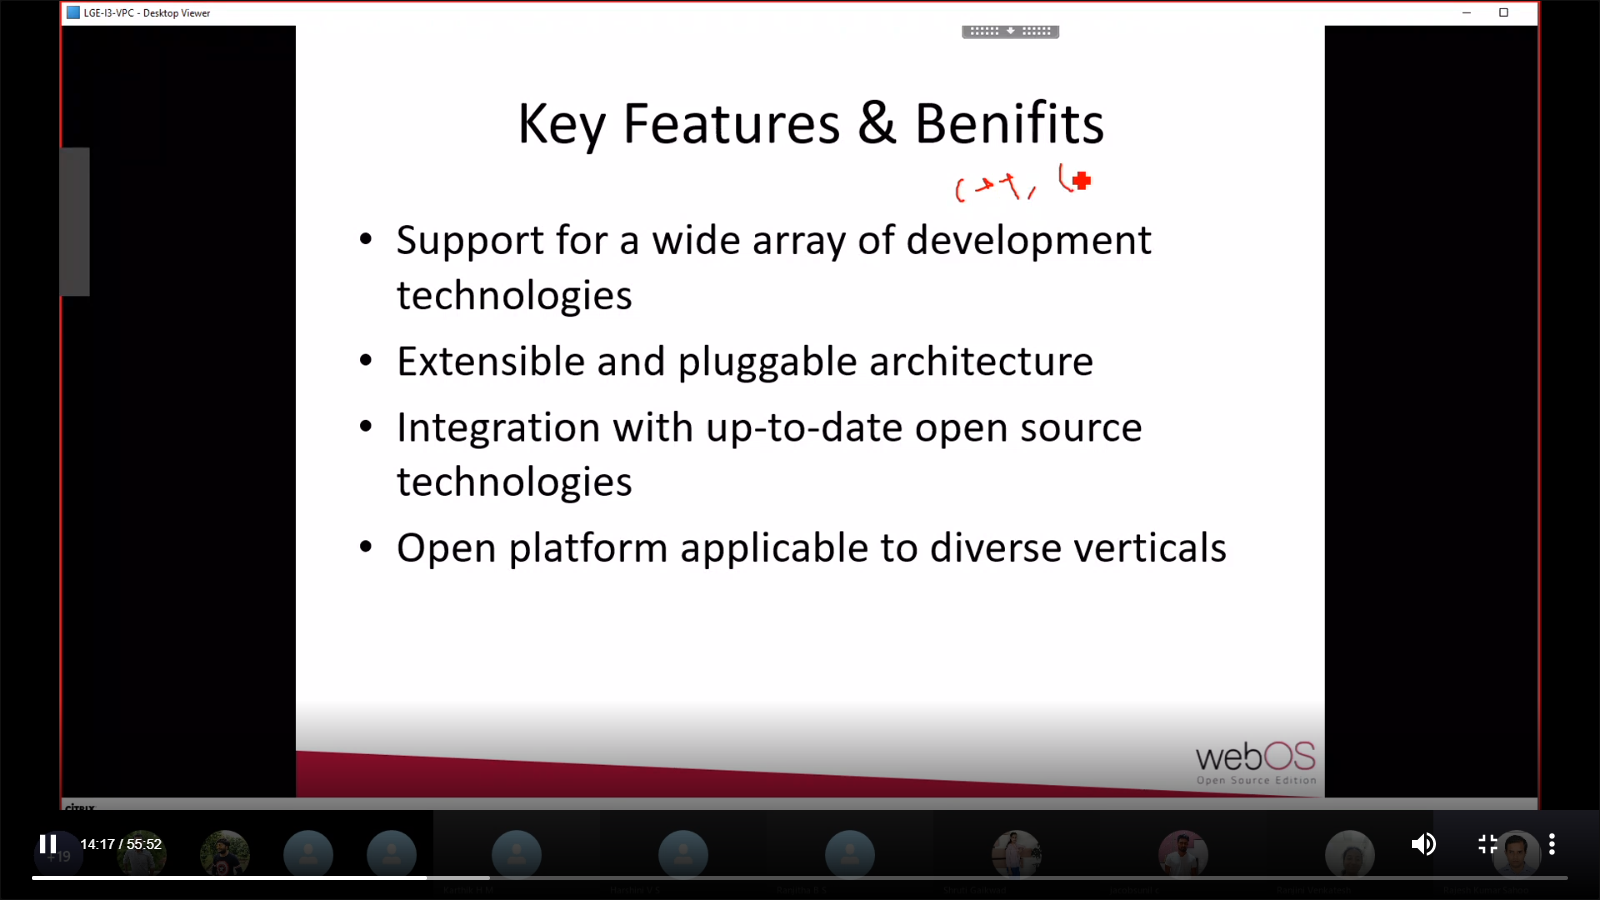 LGE-I3-VPC - Desktop Viewer
Key Features & Benifits
• Support for a wide array of development
technologies
• Extensible and pluggable architecture
• Integration with up-to-date open source
technologies
• Open platform applicable to diverse verticals
webOS
Open Source Edition
CİTRIX
14:17 / 55:52
+19